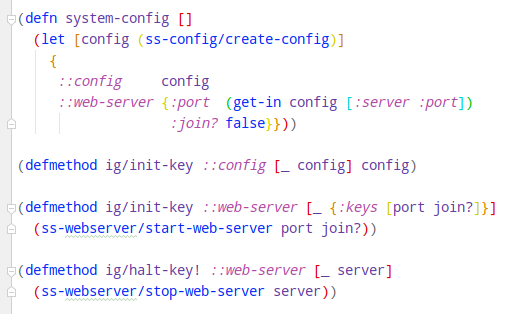 (defn system-config []
  (let [config (ss-config/create-config)]
    {
     ::config     config
     ::web-server {:port  (get-in config [:server :port])
                   :join? false}}))

(defmethod ig/init-key ::config [_ config] config)

(defmethod ig/init-key ::web-server [_ {:keys [port join?]}]
  (ss-webserver/start-web-server port join?))

(defmethod ig/halt-key! ::web-server [_ server]
  (ss-webserver/stop-web-server server))